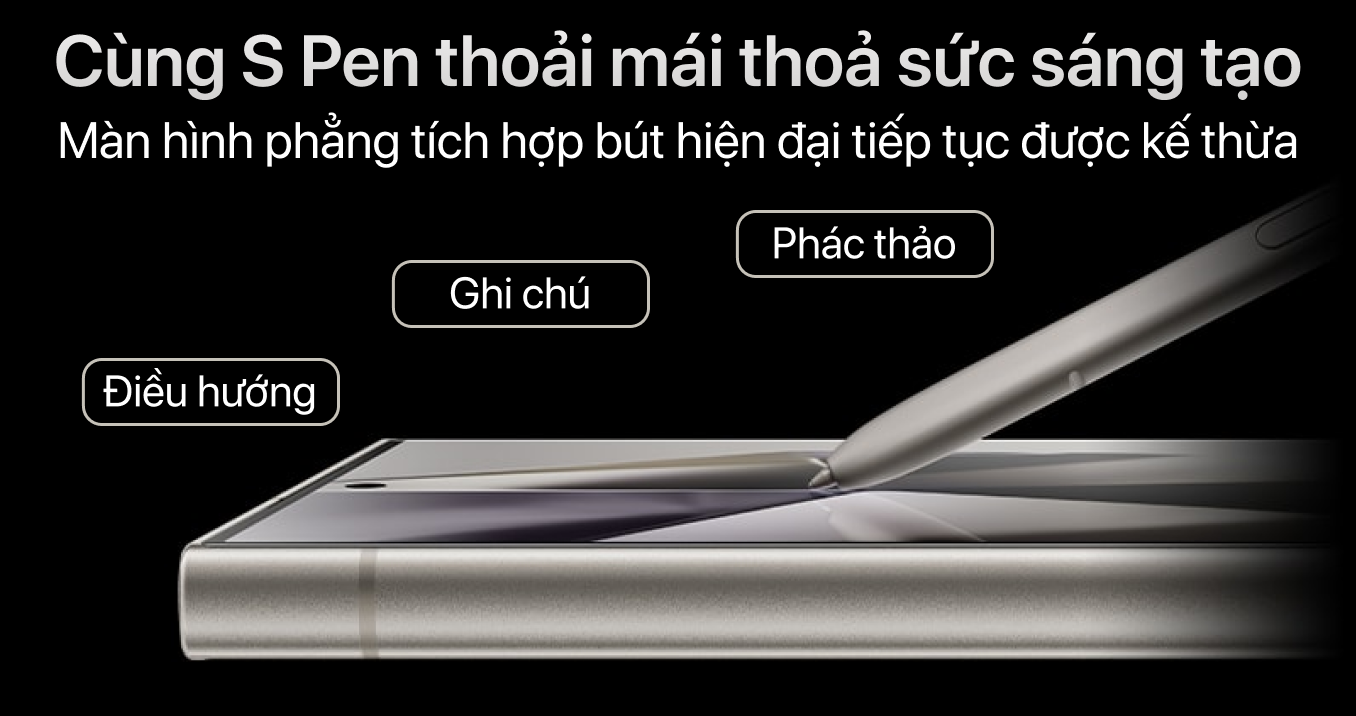 Cùng S Pen thoải mái thoả sức sáng tạo
Màn hình phẳng tích hợp bút hiện đại tiếp tục được kế thừa
Phác thảo
Ghi chú
Điều hướng